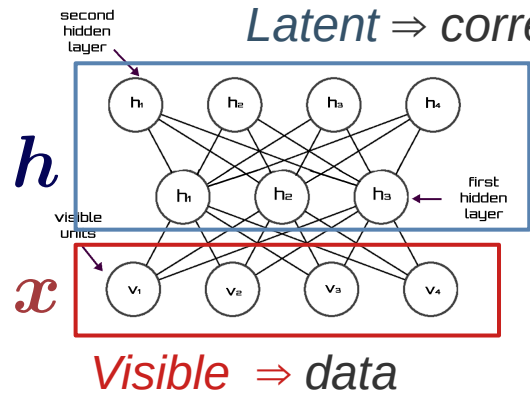 second
hidden
layer
Latent ⇒ corre
h₁ h₂ h₃ h₄
h
h₁ h₂ h₃
first
hidden
layer
visible
units
x
v₁ v₂ v₃ v₄
Visible ⇒ data